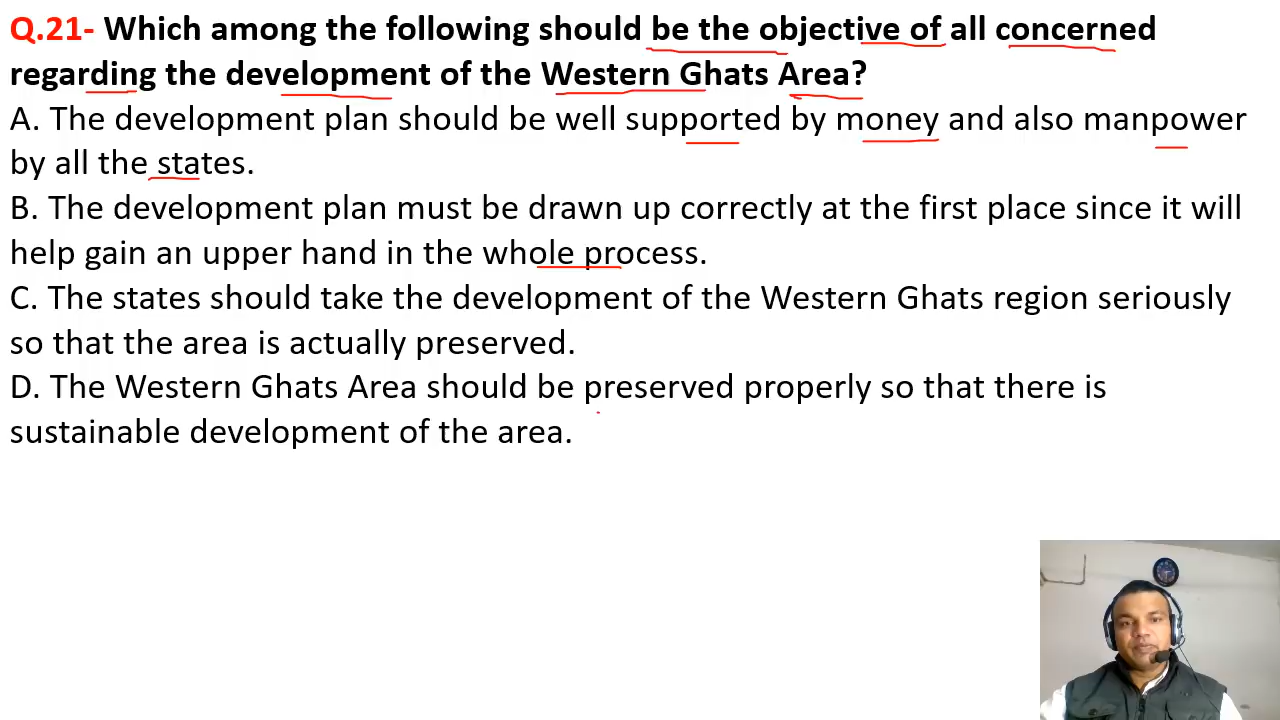 Q.21- Which among the following should be the objective of all concerned
regarding the development of the Western Ghats Area?
A. The development plan should be well supported by money and also manpower
by all the states.
B. The development plan must be drawn up correctly at the first place since it will
help gain an upper hand in the whole process.
C. The states should take the development of the Western Ghats region seriously
so that the area is actually preserved.
D. The Western Ghats Area should be preserved properly so that there is
sustainable development of the area.